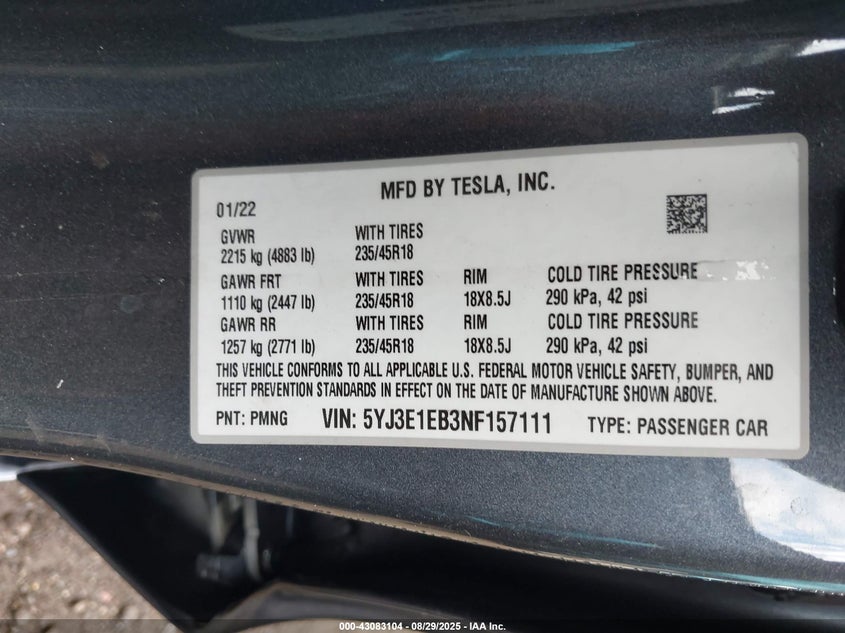 MFD BY TESLA, INC.
01/22
GVWR WITH TIRES
2215 kg (4883 lb) 235/45R18
GAWR FRT WITH TIRES RIM COLD TIRE PRESSURE
1110 kg (2447 lb) 235/45R18 18X8.5J 290 kPa, 42 psi
GAWR RR WITH TIRES RIM COLD TIRE PRESSURE
1257 kg (2771 lb) 235/45R18 18X8.5J 290 kPa, 42 psi
THIS VEHICLE CONFORMS TO ALL APPLICABLE U.S. FEDERAL MOTOR VEHICLE SAFETY, BUMPER, AND
THEFT PREVENTION STANDARDS IN EFFECT ON THE DATE OF MANUFACTURE SHOWN ABOVE.
PNT: PMNG VIN: 5YJ3E1EB3NF157111 TYPE: PASSENGER CAR
000-43083104 - 08/29/2025 - IAA Inc.